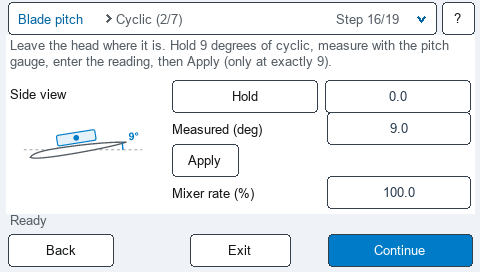 Blade pitch > Cyclic (2/7) Step 16/19 ?
Leave the head where it is. Hold 9 degrees of cyclic, measure with the pitch
gauge, enter the reading, then Apply (only at exactly 9).
Side view
Hold 0.0
9°
Measured (deg) 9.0
Apply
Mixer rate (%) 100.0
Ready
Back Exit Continue